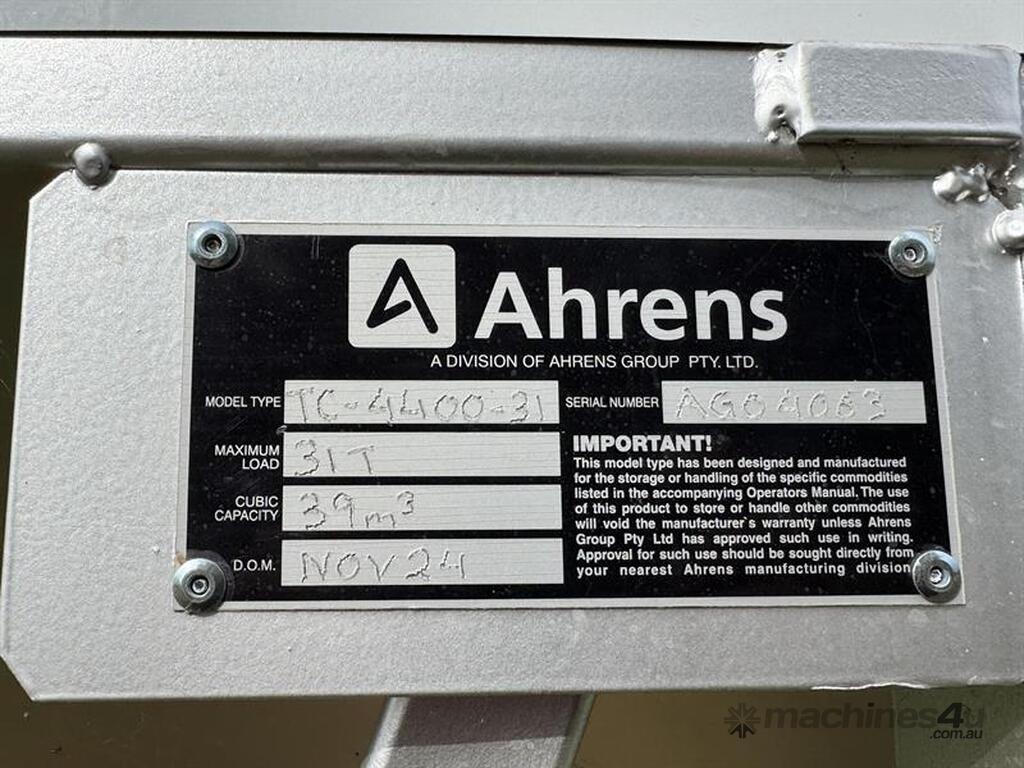 Ahrens
A DIVISION OF AHRENS GROUP PTY. LTD.
MODEL TYPE TC-4400-31 SERIAL NUMBER AG04063
MAXIMUM LOAD 31T
CUBIC CAPACITY 39m³
D.O.M. NOV24
IMPORTANT!
This model type has been designed and manufactured
for the storage or handling of the specific commodities
listed in the accompanying Operators Manual. The use
of this product to store or handle other commodities
will void the manufacturer`s warranty unless Ahrens
Group Pty Ltd has approved such use in writing.
Approval for such use should be sought directly from
your nearest Ahrens manufacturing division
machines4u
.com.au